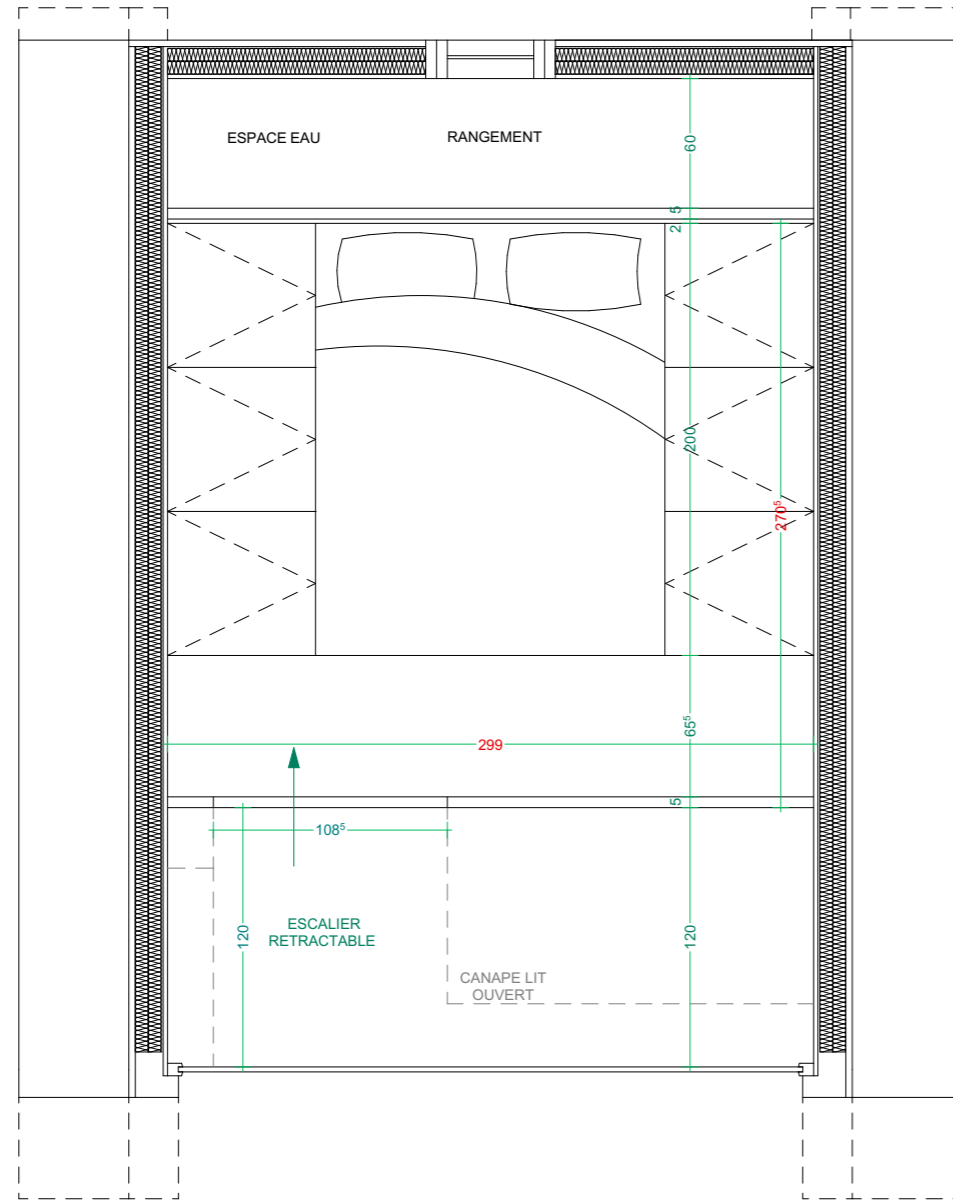 ESPACE EAU
RANGEMENT
60
5
2
200
270⁵
65⁵
299
5
108⁵
120
ESCALIER
RETRACTABLE
120
CANAPE LIT
OUVERT